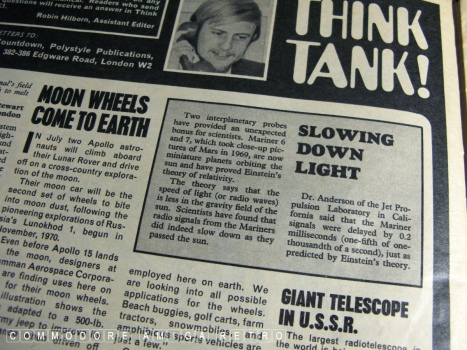 questions will receive an answer in Think
Robin Hilborn, Assistant Editor
LETTERS TO:
Countdown, Polystyle Publications,
382-386 Edgware Road, London W2
THINK
TANK!
MOON WHEELS
COME TO EARTH
IN July two Apollo astro-
nauts will climb aboard
their Lunar Rover and drive
off on a cross-country explora-
tion of the moon.
Their moon car will be the
second set of wheels to bite
into moon dust, following the
pioneering explorations of Rus-
sia's Lunokhod 1, begun in
November, 1970.
Even before Apollo 15 lands
the moon, designers at
Grumman Aerospace Corpora-
are finding uses here on
for their moon wheels.
illustration shows the
adapted to a 500-lb.
my jeep to
driven off
Two interplanetary probes
have provided an unexpected
bonus for scientists. Mariner 6
and 7, which took close-up pic-
tures of Mars in 1969, are now
miniature planets orbiting the
sun and have proved Einstein's
theory of relativity.
The theory says that the
speed of light (or radio waves)
is less in the gravity field of the
sun. Scientists have found that
radio signals from the Mariners
did indeed slow down as they
passed the sun.
SLOWING
DOWN
LIGHT
Dr. Anderson of the Jet Pro-
pulsion Laboratory in Cali-
fornia said that the Mariner
signals were delayed by 0.2
milliseconds (one-fifth of one-
thousandth of a second), just as
predicted by Einstein's theory.
employed here on earth. We
are looking into all possible
applications for the wheels.
Beach buggies, golf carts, farm
tractors, snowmobiles and
amphibious sports vehicles are
just a few."
GIANT TELESCOPE
IN U.S.S.R.
The largest radiotelescope in
the world is being